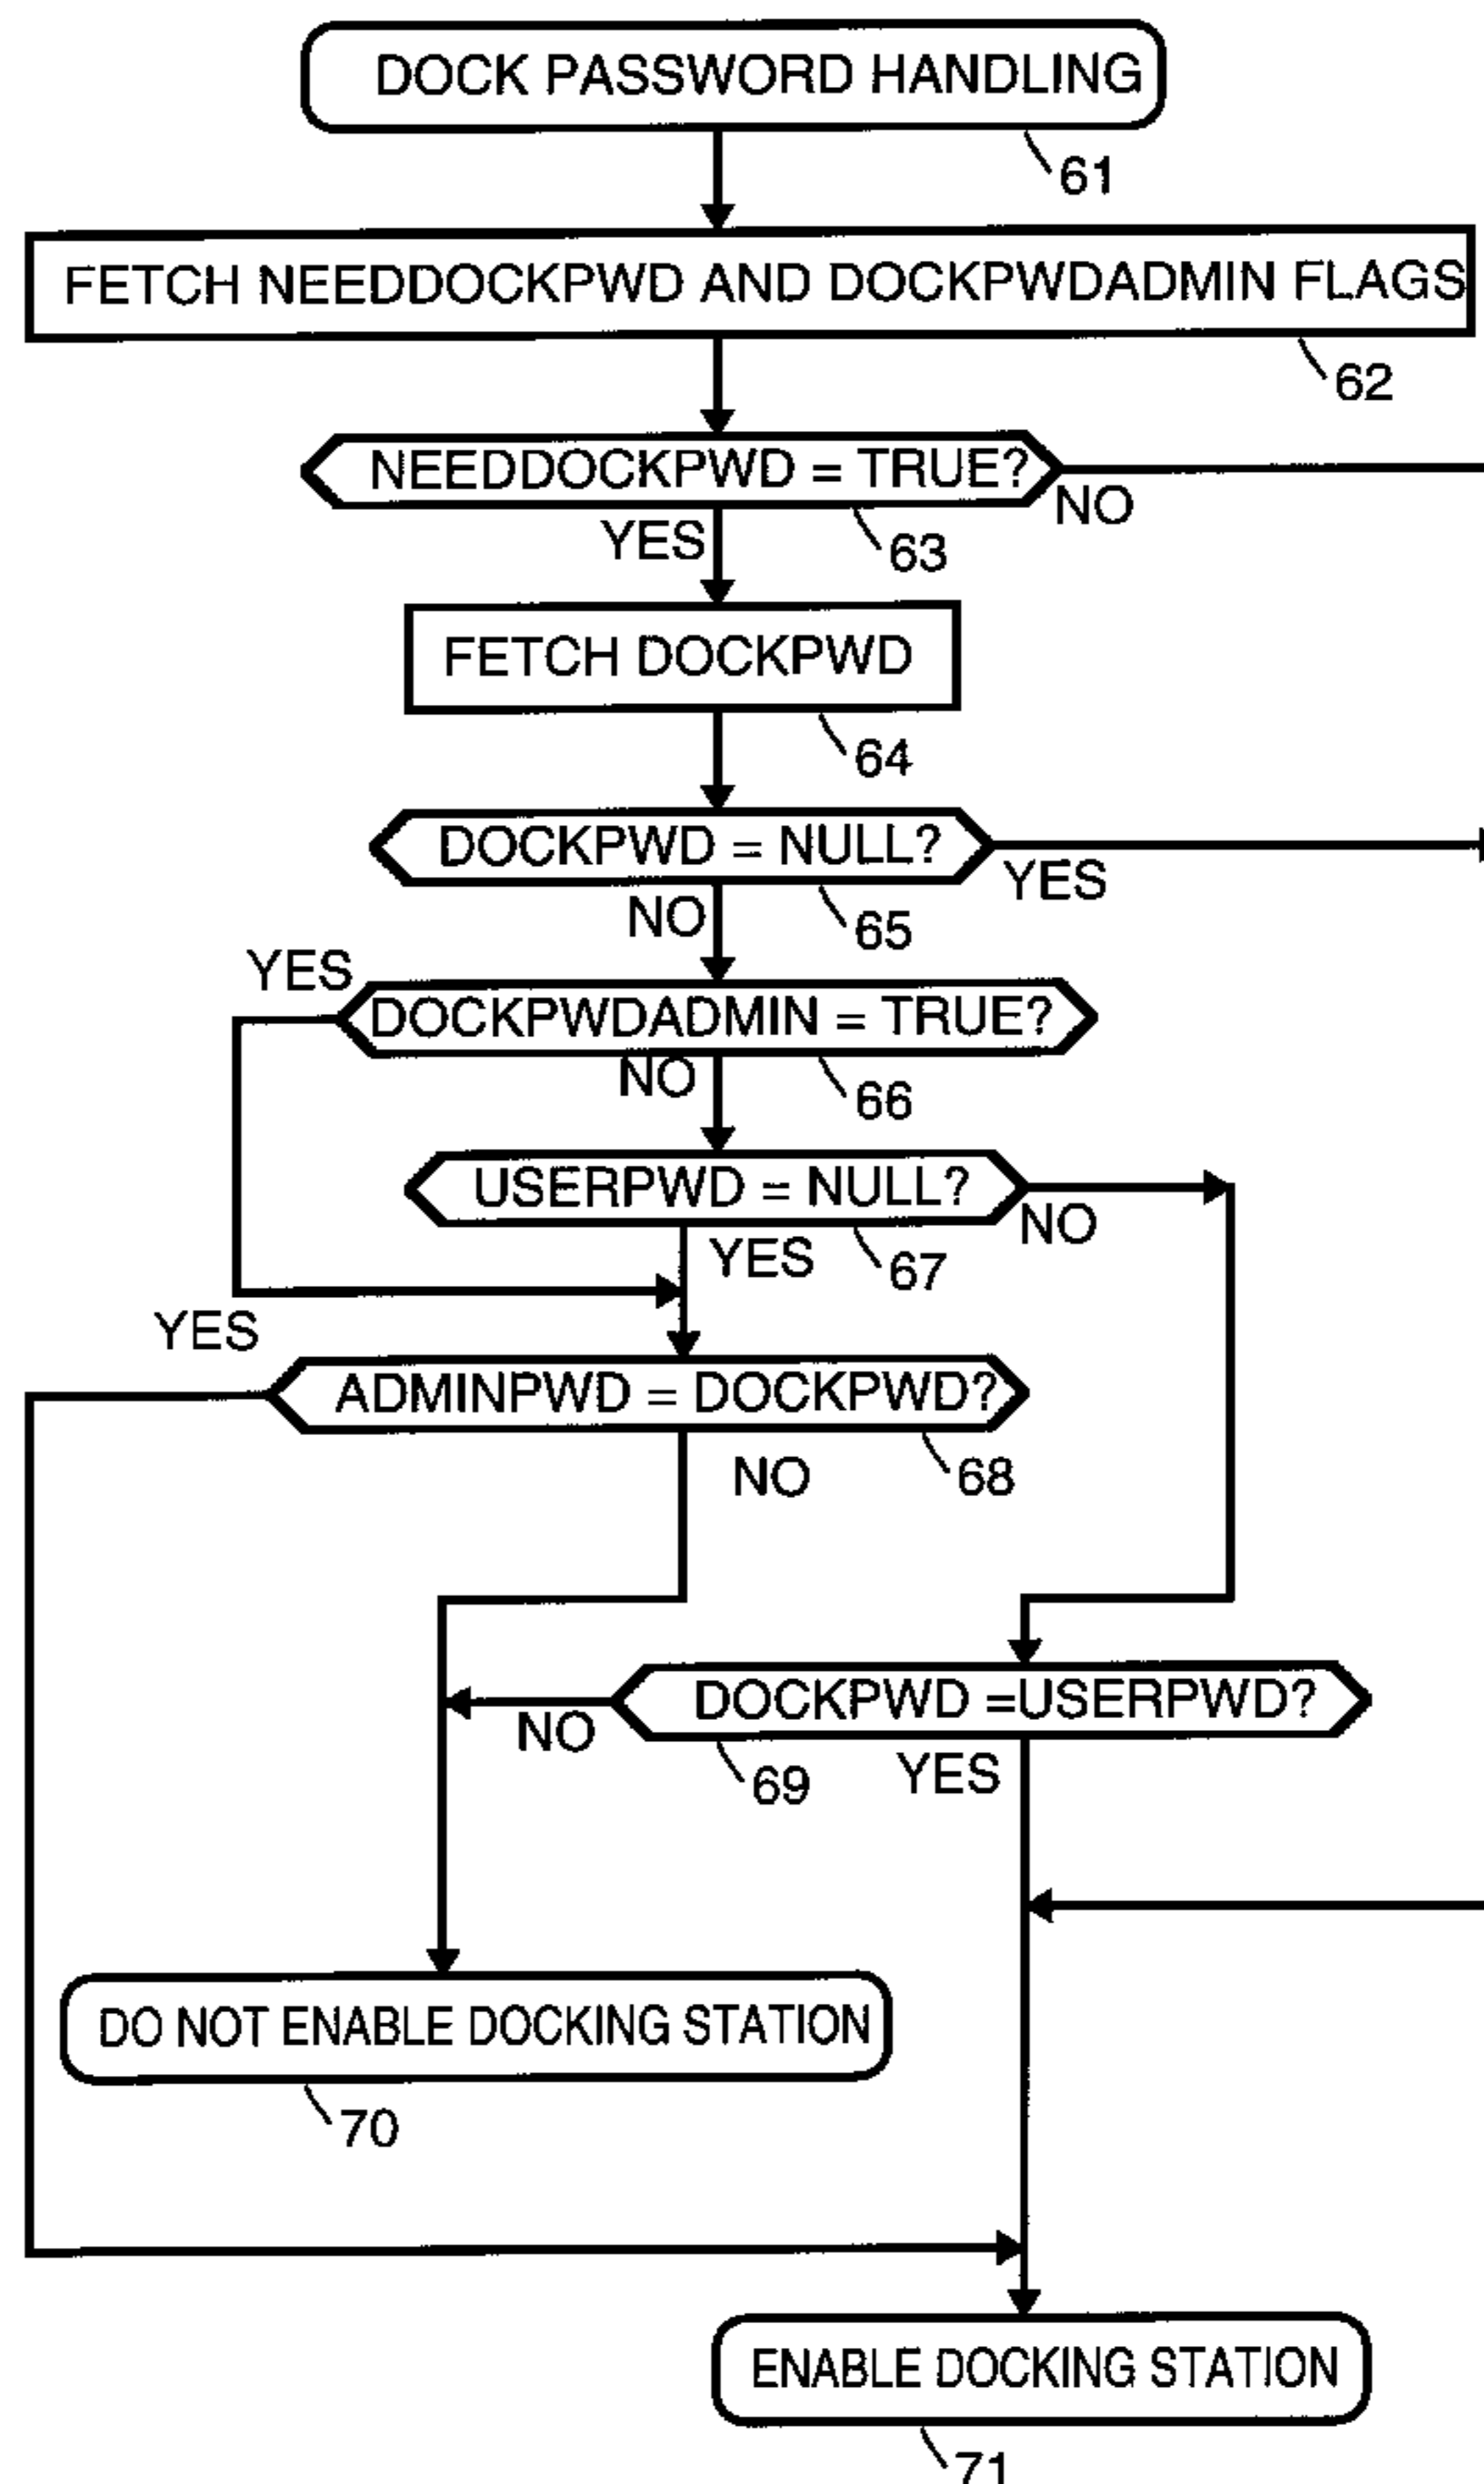 DOCK PASSWORD HANDLING
61
FETCH NEEDDOCKPWD AND DOCKPWDADMIN FLAGS
62
NEEDDOCKPWD = TRUE?
NO
YES
63
FETCH DOCKPWD
64
DOCKPWD = NULL?
YES
NO
65
YES
DOCKPWDADMIN = TRUE?
NO
66
USERPWD = NULL?
NO
YES
67
YES
ADMINPWD = DOCKPWD?
NO
68
DOCKPWD =USERPWD?
NO
69
YES
DO NOT ENABLE DOCKING STATION
70
ENABLE DOCKING STATION
71